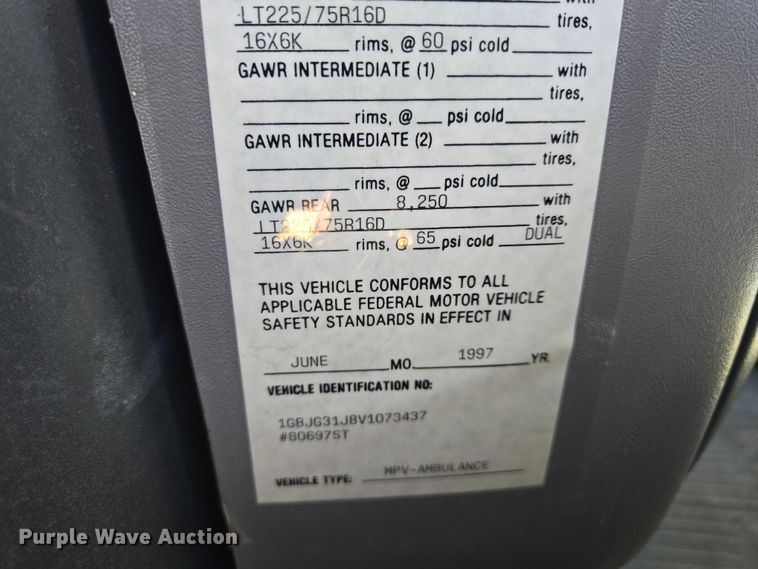 LT225/75R16D tires,
16X6K rims, @ 60 psi cold
GAWR INTERMEDIATE (1) with
tires,
rims, @ psi cold
GAWR INTERMEDIATE (2) with
tires,
rims, @ psi cold
GAWR REAR 8,250 with
LT225/75R16D tires,
16X6K rims, @ 65 psi cold DUAL
THIS VEHICLE CONFORMS TO ALL
APPLICABLE FEDERAL MOTOR VEHICLE
SAFETY STANDARDS IN EFFECT IN
JUNE MO. 1997 YR.
VEHICLE IDENTIFICATION NO:
1GBJG31J8V1073437
#80697ST
VEHICLE TYPE: MPV-AMBULANCE
Purple Wave Auction